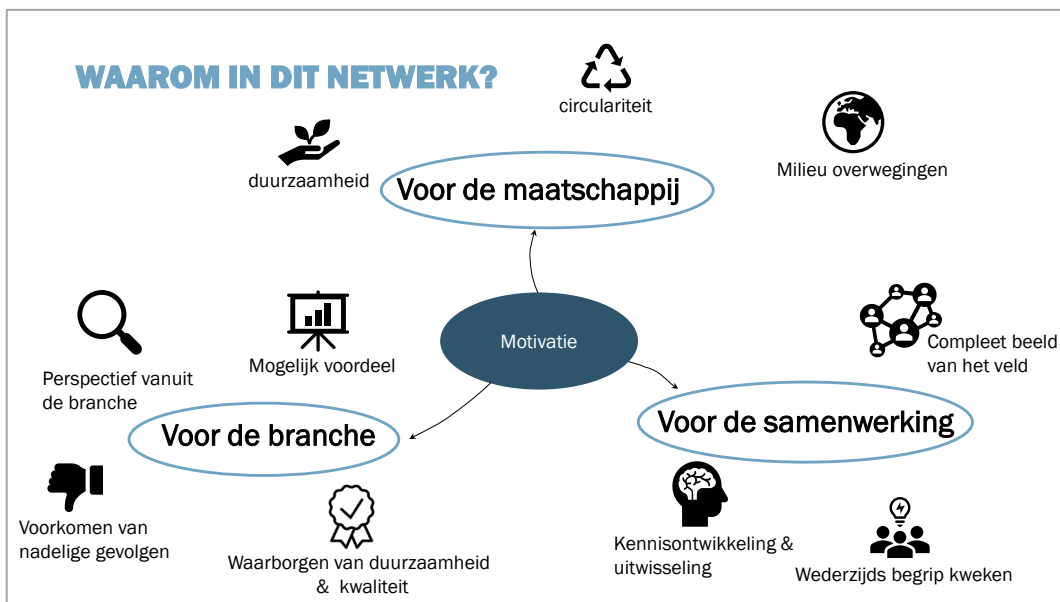 WAAROM IN DIT NETWERK?
circulariteit
duurzaamheid
Milieu overwegingen
Voor de maatschappij
Motivatie
Perspectief vanuit
de branche
Mogelijk voordeel
Voor de branche
Voorkomen van
nadelige gevolgen
Waarborgen van duurzaamheid
& kwaliteit
Compleet beeld
van het veld
Voor de samenwerking
Kennisontwikkeling &
uitwisseling
Wederzijds begrip kweken